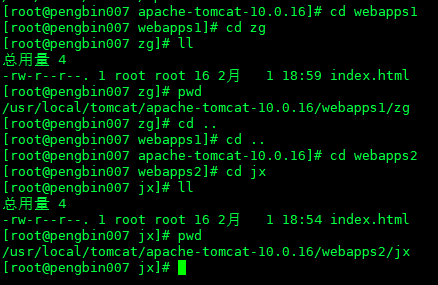 [root@pengbin007 apache-tomcat-10.0.16]# cd webapps1
[root@pengbin007 webapps1]# cd zg
[root@pengbin007 zg]# ll
总用量 4
-rw-r--r--. 1 root root 16 2月   1 18:59 index.html
[root@pengbin007 zg]# pwd
/usr/local/tomcat/apache-tomcat-10.0.16/webapps1/zg
[root@pengbin007 zg]# cd ..
[root@pengbin007 webapps1]# cd ..
[root@pengbin007 apache-tomcat-10.0.16]# cd webapps2
[root@pengbin007 webapps2]# cd jx
[root@pengbin007 jx]# ll
总用量 4
-rw-r--r--. 1 root root 16 2月   1 18:54 index.html
[root@pengbin007 jx]# pwd
/usr/local/tomcat/apache-tomcat-10.0.16/webapps2/jx
[root@pengbin007 jx]#